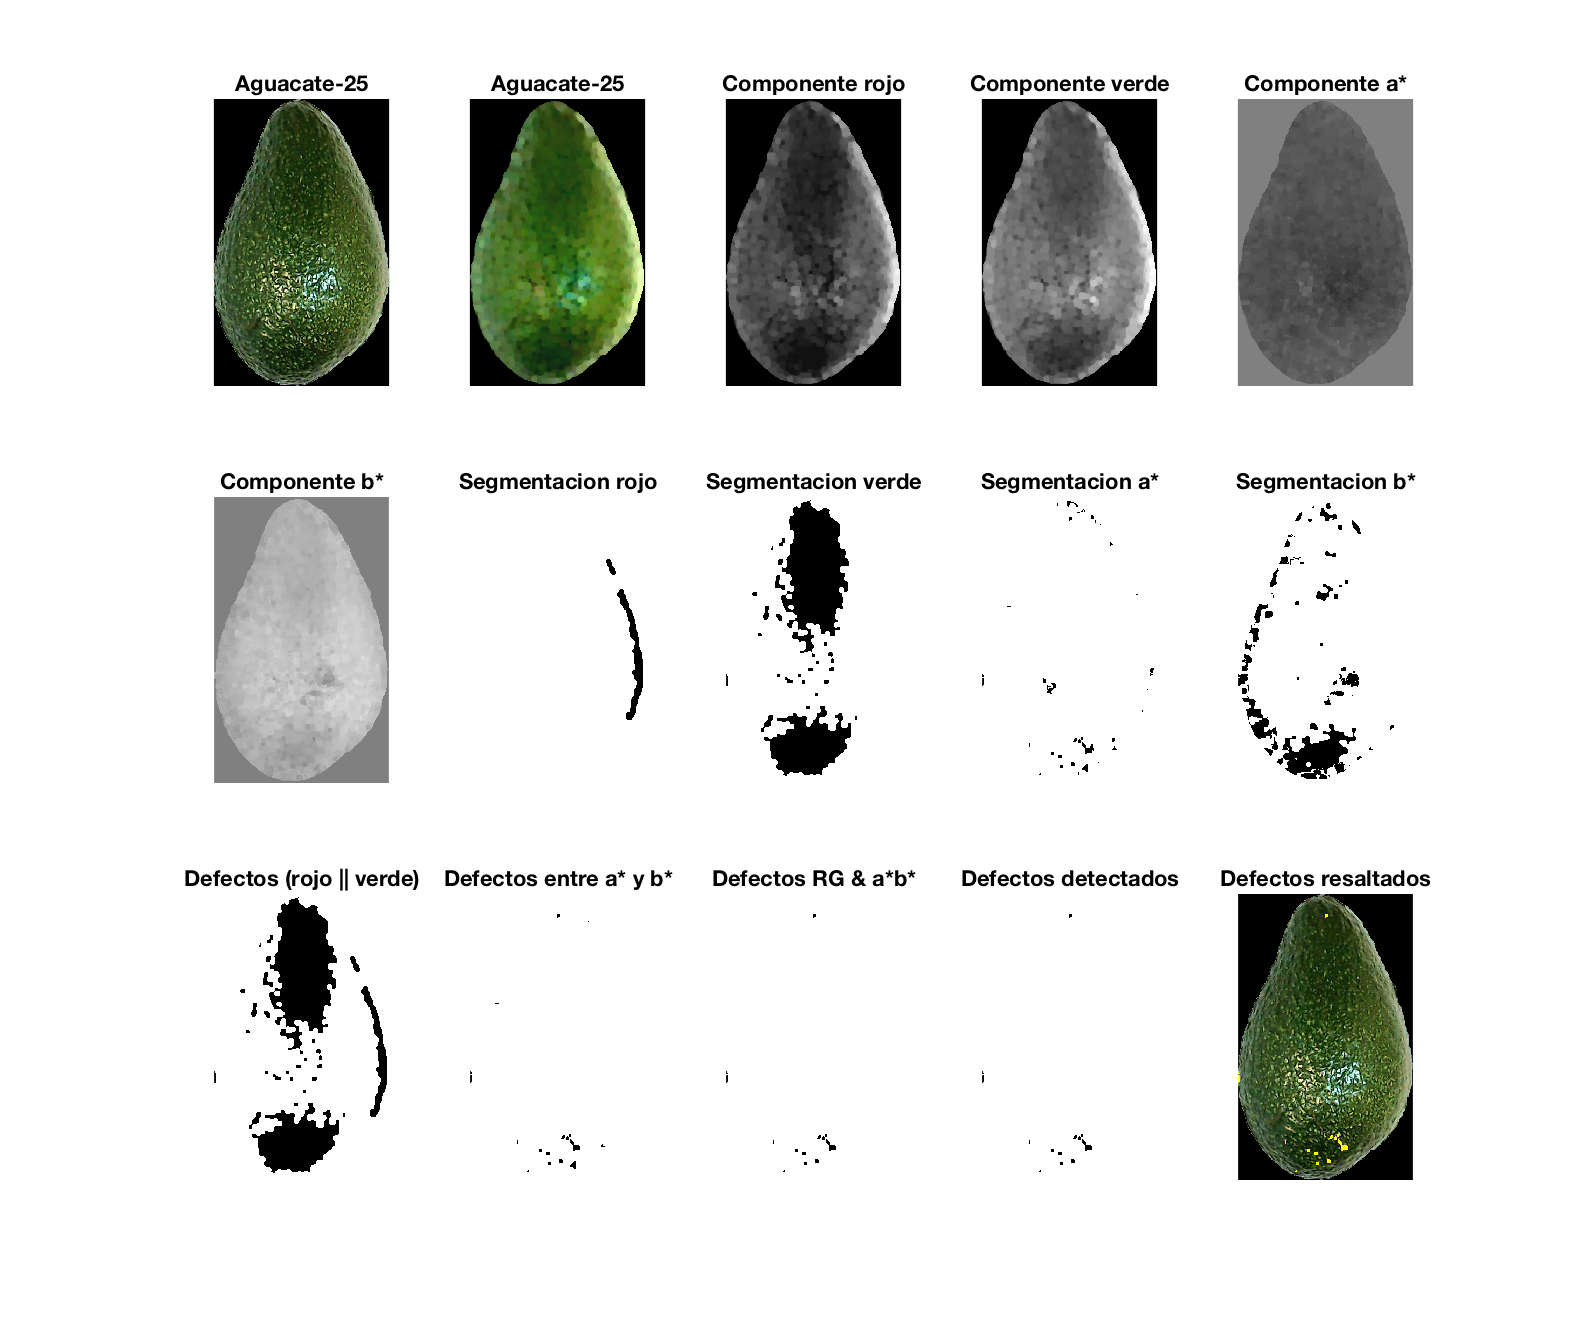 Aguacate-25
Aguacate-25
Componente rojo
Componente verde
Componente a*
Componente b*
Segmentacion rojo
Segmentacion verde
Segmentacion a*
Segmentacion b*
Defectos (rojo || verde)
Defectos entre a* y b*
Defectos RG & a*b*
Defectos detectados
Defectos resaltados